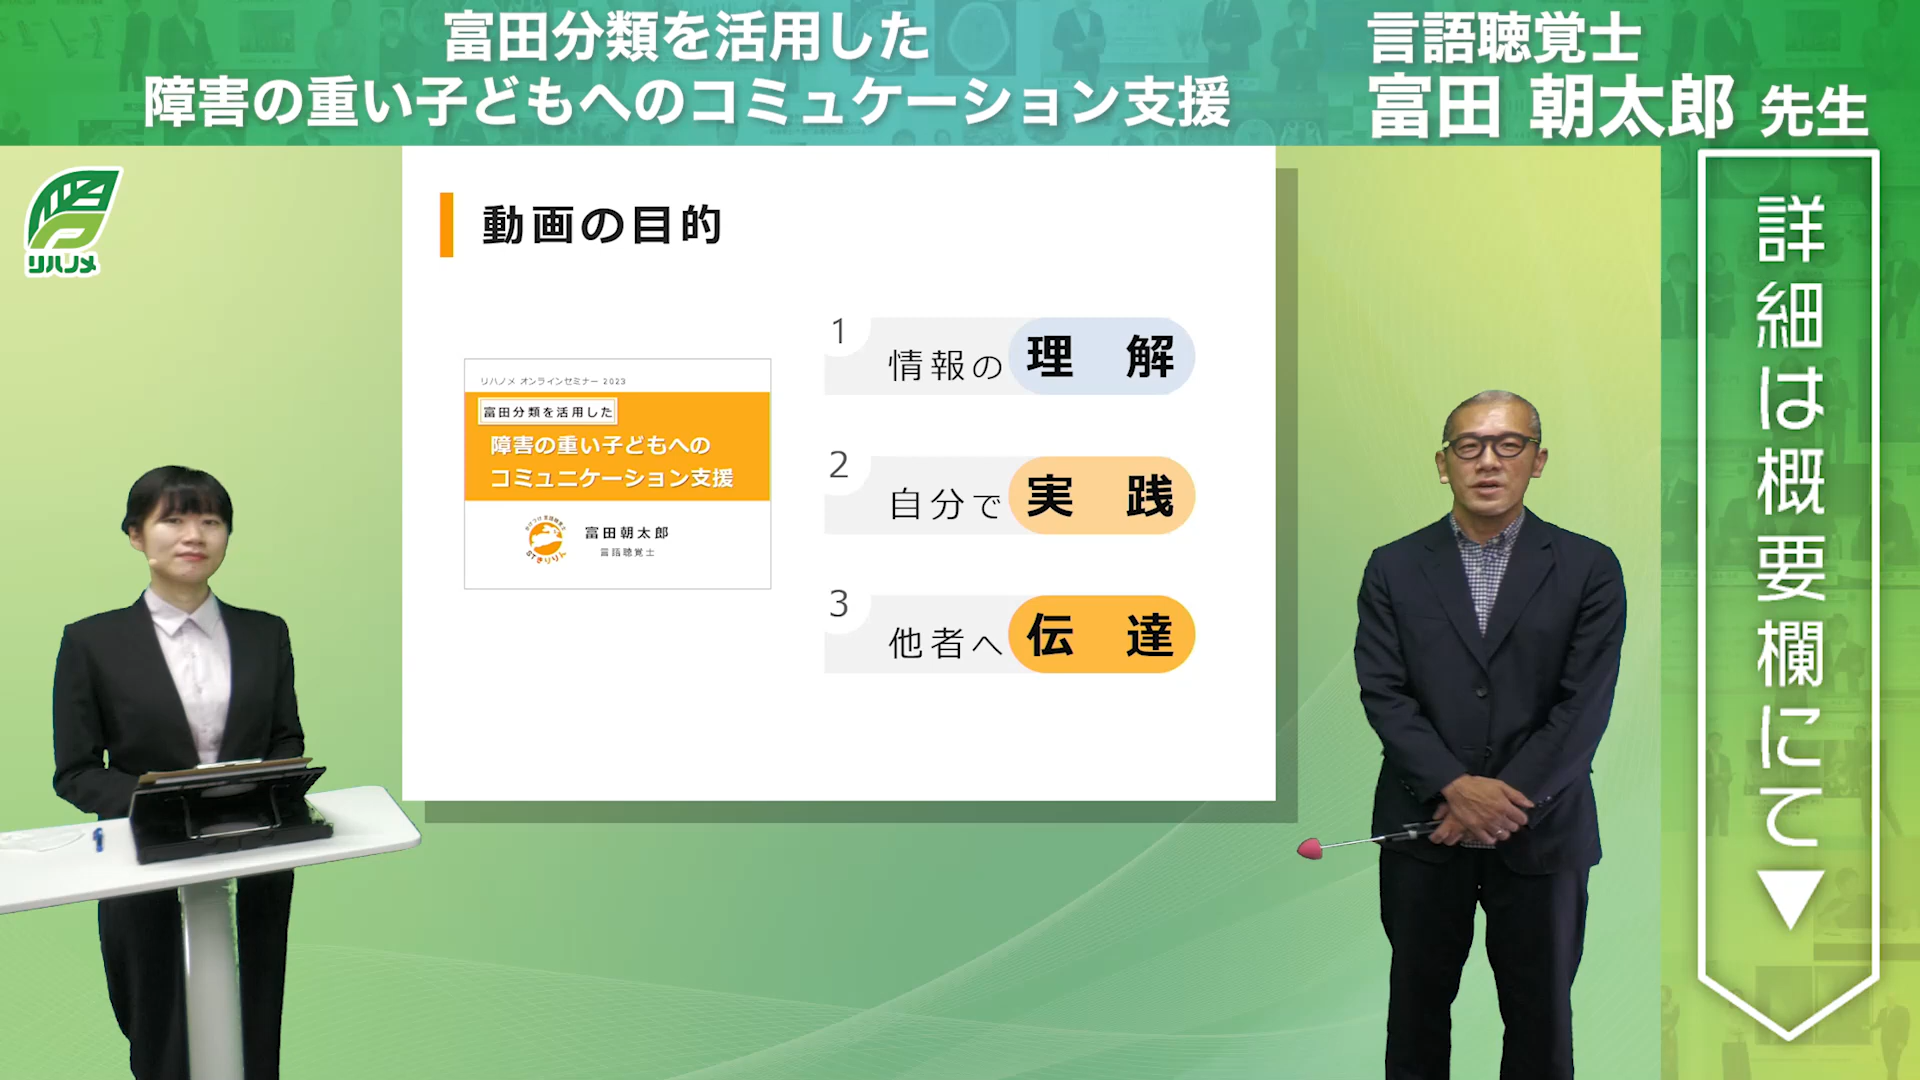 富田分類を活用した
障害の重い子どもへのコミュケーション支援
言語聴覚士
富田 朝太郎 先生
リハノメ
動画の目的
リハノメ オンラインセミナー 2023
富田分類を活用した
障害の重い子どもへの
コミュニケーション支援
STきりリト
富田朝太郎
言語聴覚士
1
情報の 理 解
2
自分で 実 践
3
他者へ 伝 達
詳細は概要欄にて▼